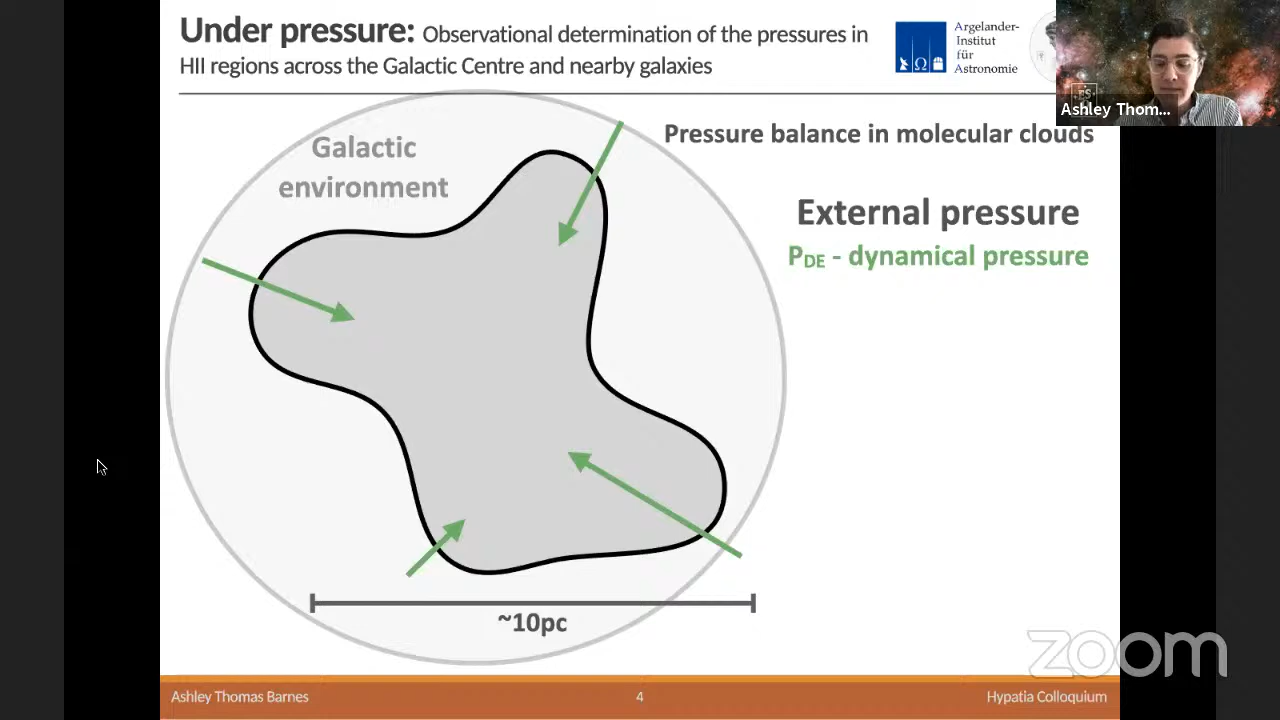 Under pressure: Observational determination of the pressures in
HII regions across the Galactic Centre and nearby galaxies
Argelander-
Institut
für
Astronomie
Ashley Thom...
Pressure balance in molecular clouds
Galactic
environment
External pressure
PDE - dynamical pressure
~10pc
zoom
Ashley Thomas Barnes
4
Hypatia Colloquium